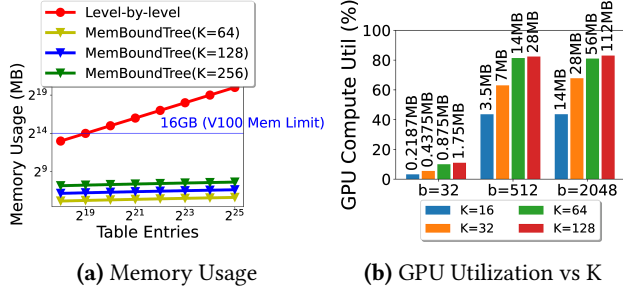 Level-by-level
MemBoundTree(K=64)
MemBoundTree(K=128)
MemBoundTree(K=256)
Memory Usage (MB)
2^19
2^14
29
16GB (V100 Mem Limit)
2^19 2^21 2^23 2^25
Table Entries
(a) Memory Usage
GPU Compute Util (%)
100
80
60
40
20
0
0.2187MB
0.4375MB
0.875MB
1.75MB
3.5MB
7MB
14MB
28MB
14MB
28MB
56MB
112MB
b=32 b=512 b=2048
K=16 K=64
K=32 K=128
(b) GPU Utilization vs K